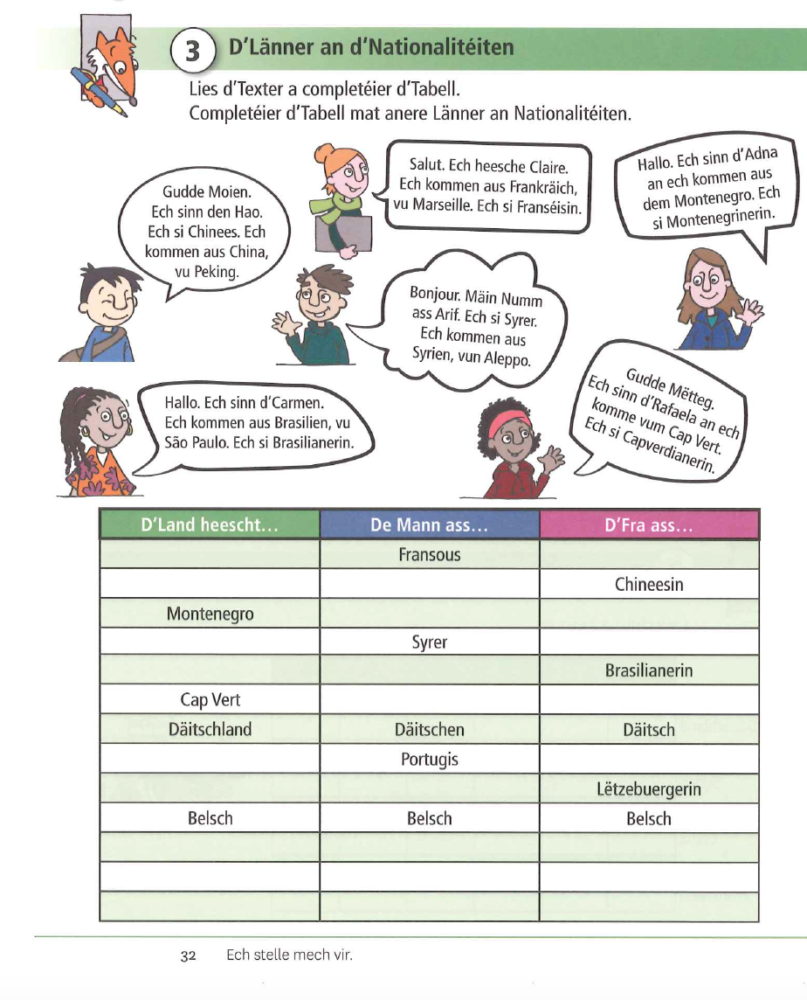 3 D'Länner an d'Nationalitéiten
Lies d'Texter a completéier d'Tabell.
Completéier d'Tabell mat anere Länner an Nationalitéiten.
Gudde Moien.
Ech sinn den Hao.
Ech si Chinees. Ech
kommen aus China,
vu Peking.
Salut. Ech heesche Claire.
Ech kommen aus Frankräich,
vu Marseille. Ech si Franséisin.
Hallo. Ech sinn d'Adna
an ech kommen aus
dem Montenegro. Ech
si Montenegrinerin.
Bonjour. Mäin Numm
ass Arif. Ech si Syrer.
Ech kommen aus
Syrien, vun Aleppo.
Hallo. Ech sinn d'Carmen.
Ech kommen aus Brasilien, vu
São Paulo. Ech si Brasilianerin.
Gudde Mëtteg.
Ech sinn d'Rafaela an ech
komme vum Cap Vert.
Ech si Capverdianerin.
D'Land heescht... De Mann ass... D'Fra ass...
Fransous
Chineesin
Montenegro
Syrer
Brasilianerin
Cap Vert
Däitschland Däitschen Däitsch
Portugis
Lëtzebuergerin
Belsch Belsch Belsch
32 Ech stelle mech vir.